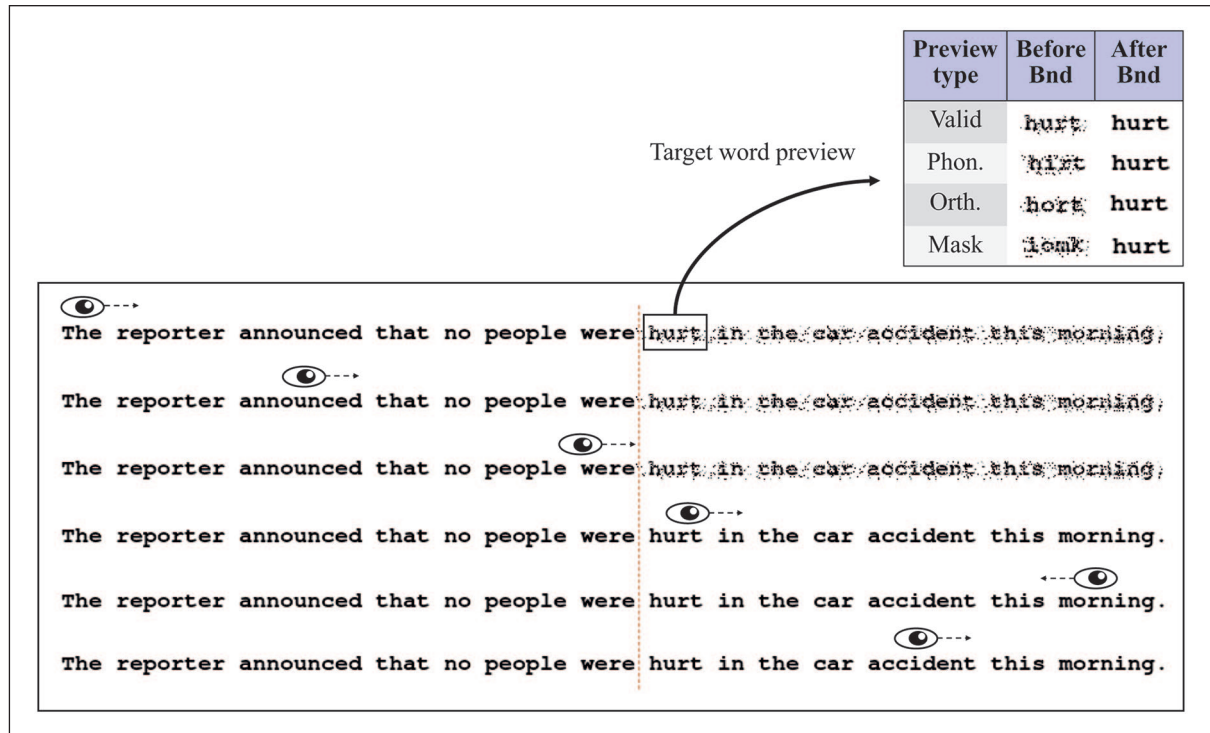 Preview type Before Bnd After Bnd
Valid hurt hurt
Phon. hirt hurt
Orth. hort hurt
Mask iomk hurt
Target word preview
The reporter announced that no people were hurt in the car accident this morning.
The reporter announced that no people were hurt in the car accident this morning.
The reporter announced that no people were hurt in the car accident this morning.
The reporter announced that no people were hurt in the car accident this morning.
The reporter announced that no people were hurt in the car accident this morning.
The reporter announced that no people were hurt in the car accident this morning.